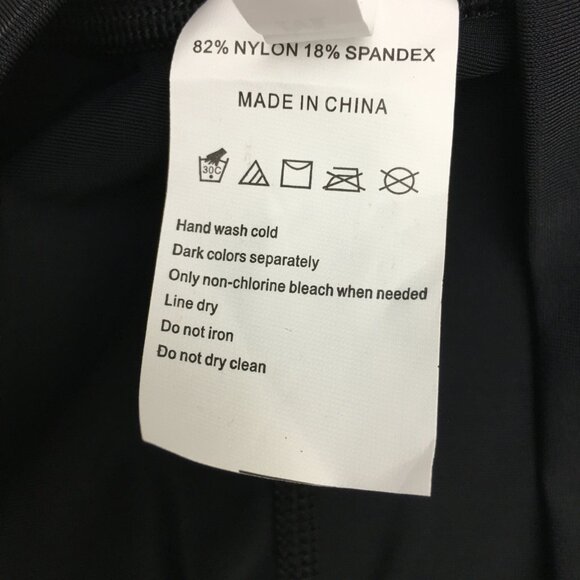 82% NYLON 18% SPANDEX
MADE IN CHINA
30C
Hand wash cold
Dark colors separately
Only non-chlorine bleach when needed
Line dry
Do not iron
Do not dry clean